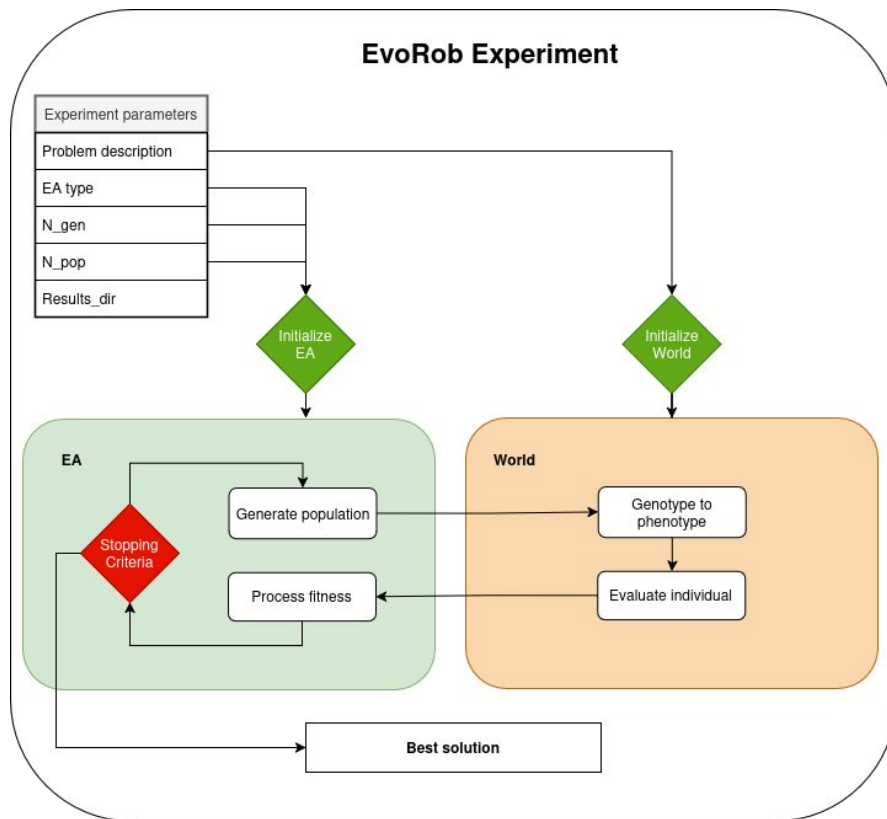 EvoRob Experiment
Experiment parameters
Problem description
EA type
N_gen
N_pop
Results_dir
Initialize
EA
Initialize
World
EA
World
Generate population
Genotype to
phenotype
Stopping
Criteria
Process fitness
Evaluate individual
Best solution